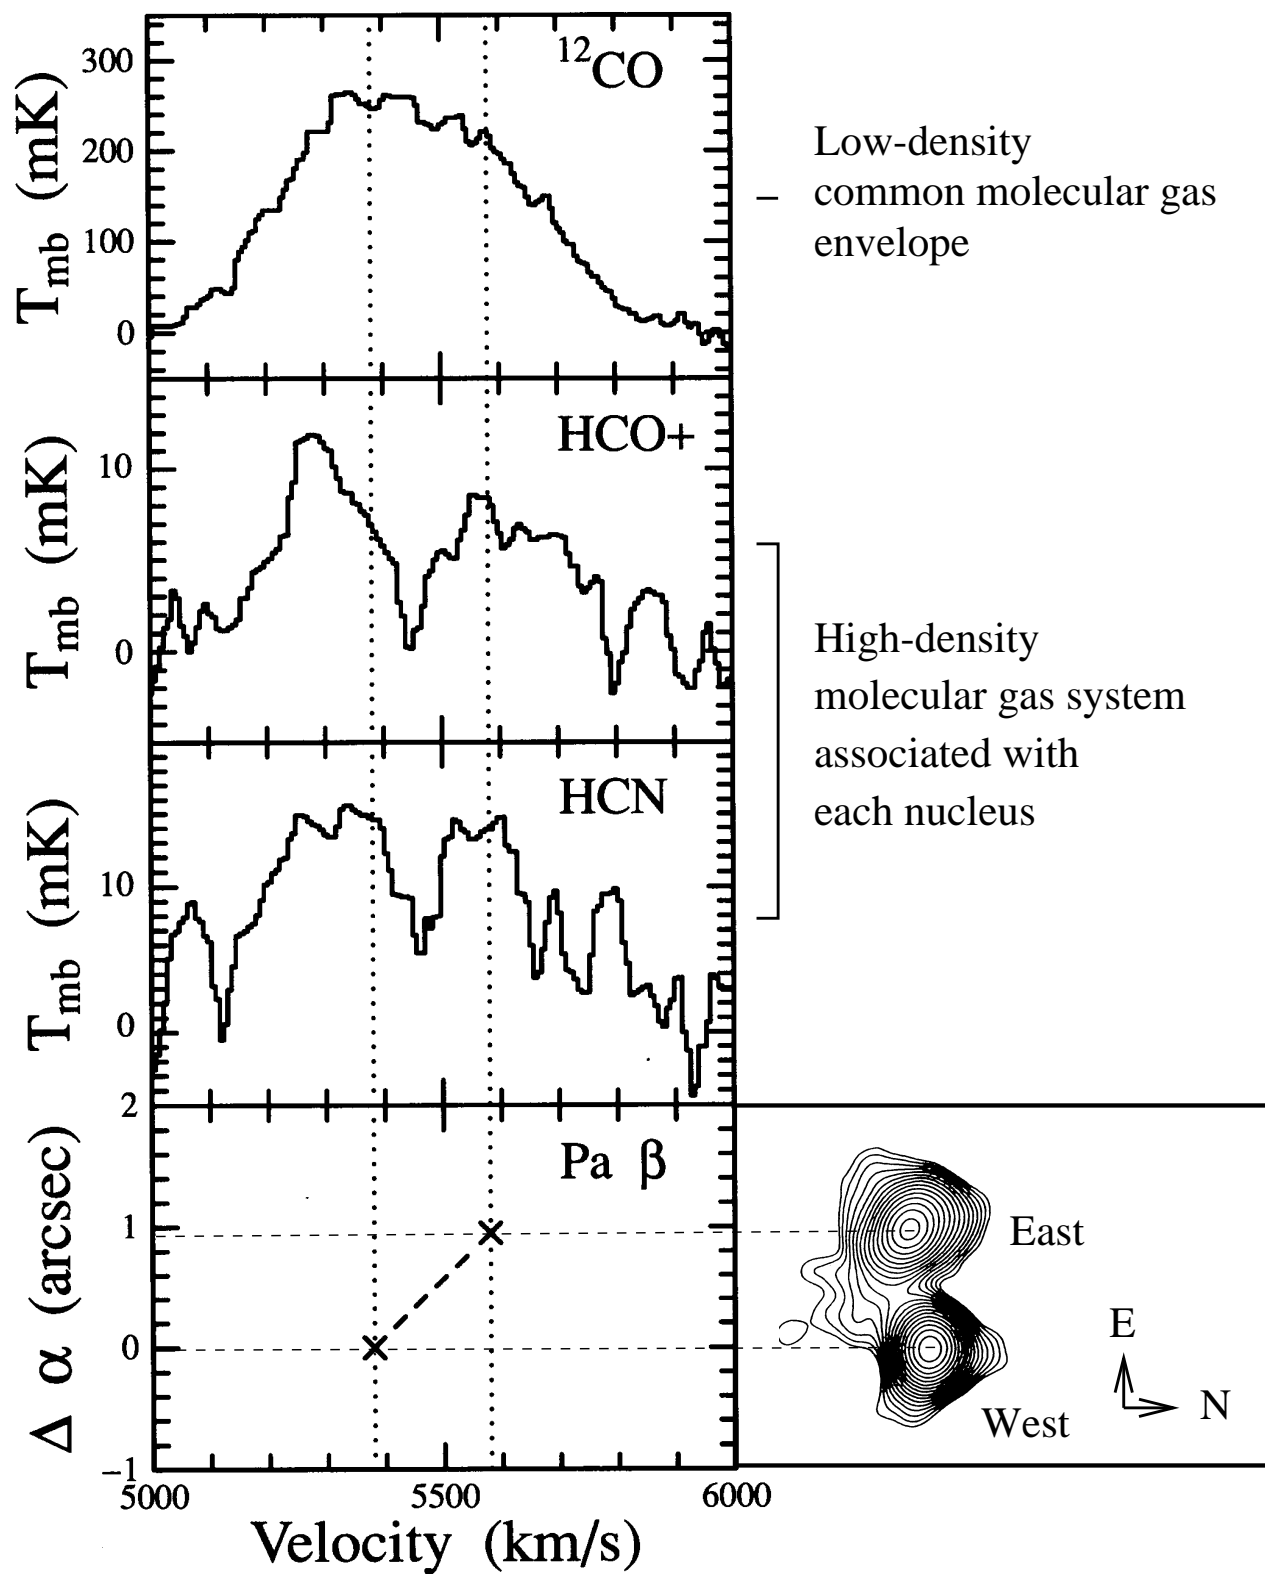 300
200
100
0
T_mb (mK)
¹²CO
Low-density
common molecular gas
envelope
10
0
T_mb (mK)
HCO+
High-density
molecular gas system
associated with
each nucleus
10
0
T_mb (mK)
HCN
2
1
0
−1
Δ α (arcsec)
Pa β
East
West
E
N
5000
5500
6000
Velocity (km/s)